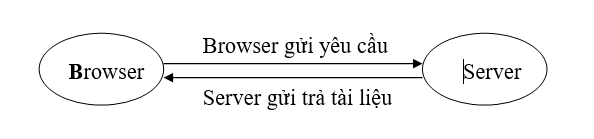 Browser gửi yêu cầu
Browser
Server
Server gửi trả tài liệu